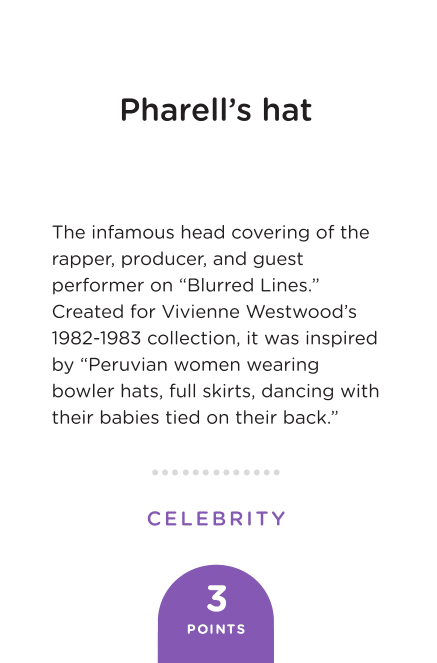 Pharell’s hat
The infamous head covering of the
rapper, producer, and guest
performer on “Blurred Lines.”
Created for Vivienne Westwood’s
1982-1983 collection, it was inspired
by “Peruvian women wearing
bowler hats, full skirts, dancing with
their babies tied on their back.”
CELEBRITY
3
POINTS